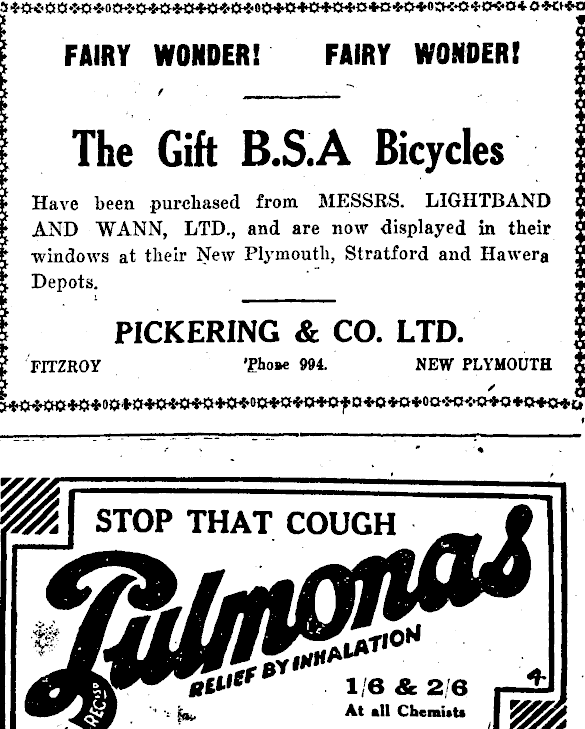 FAIRY WONDER! FAIRY WONDER!
The Gift B.S.A Bicycles
Have been purchased from MESSRS. LIGHTBAND
AND WANN, LTD., and are now displayed in their
windows at their New Plymouth, Stratford and Hawera
Depots.
PICKERING & CO. LTD.
FITZROY 'Phone 994. NEW PLYMOUTH
STOP THAT COUGH
Pulmonas
RELIEF BY INHALATION
REGISD
1/6 & 2/6
At all Chemists
4